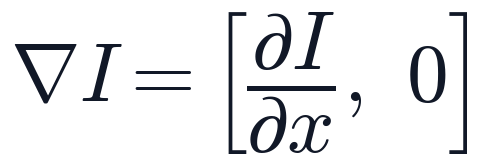 ∇I = [∂I/∂x, 0]